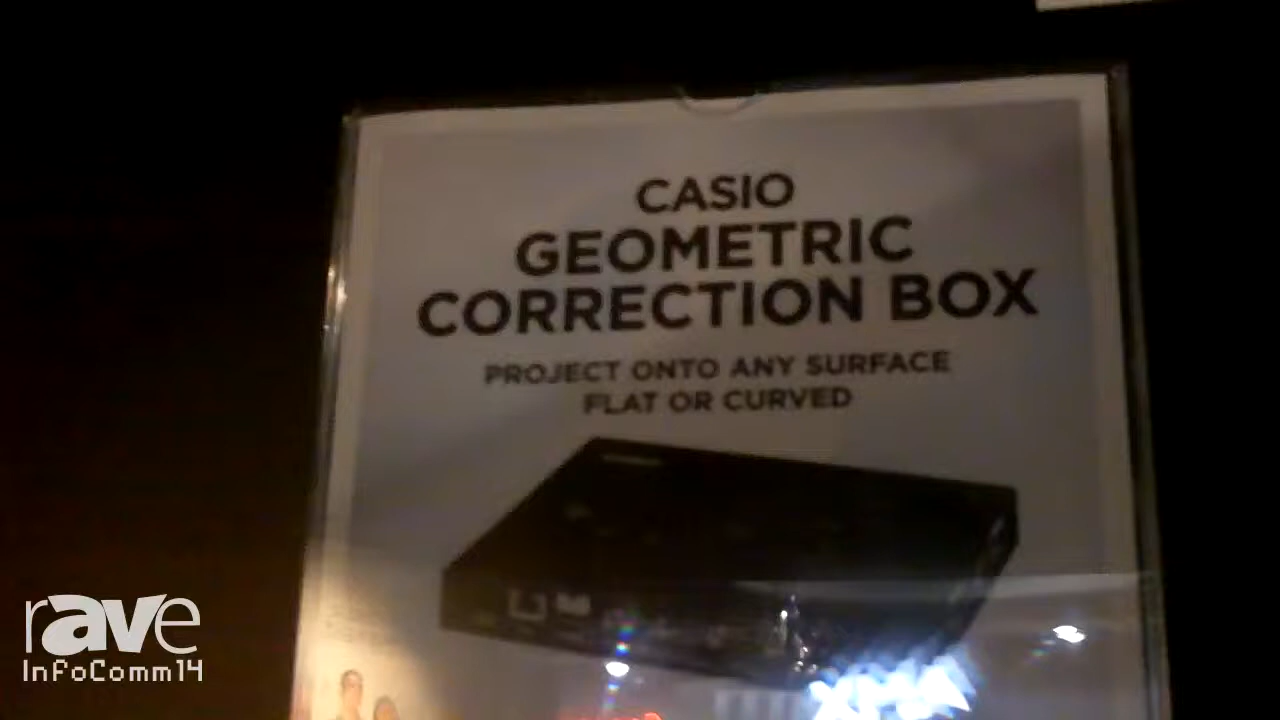 CASIO
GEOMETRIC
CORRECTION BOX
PROJECT ONTO ANY SURFACE
FLAT OR CURVED
rAVe
InFoComm14